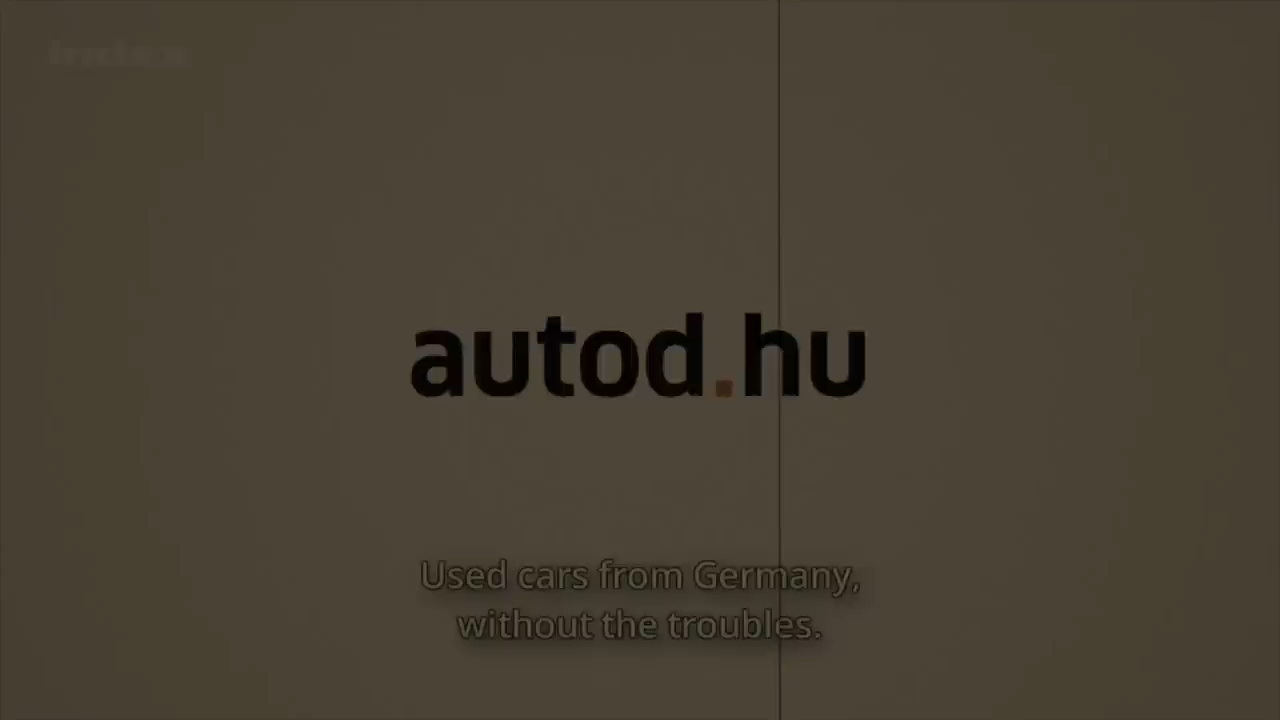 autod.hu
Used cars from Germany,
without the troubles.